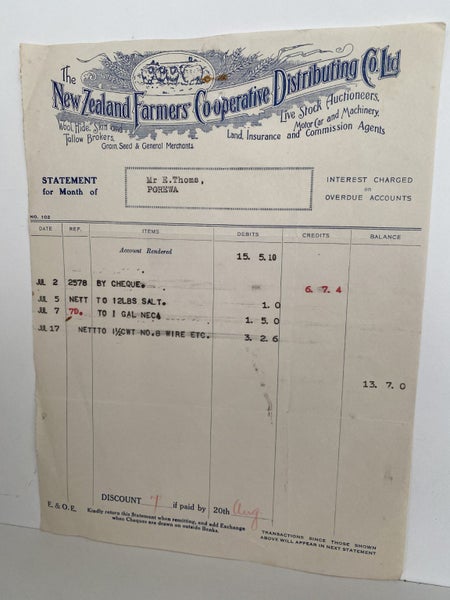 The
New Zealand Farmers' Co-operative Distributing Co. Ltd
Wool, Hide, Skin and
Tallow Brokers.
Grain, Seed & General Merchants.
Live Stock Auctioneers,
Motor Car and Machinery,
Land, Insurance and Commission Agents
STATEMENT
for Month of
Mr E.Thoms,
POHEWA
INTEREST CHARGED
on
OVERDUE ACCOUNTS
NO. 102
DATE REF. ITEMS DEBITS CREDITS BALANCE
Account Rendered 15. 5.10
JUL 2 2578 BY CHEQUE. 6. 7. 4
JUL 5 NETT TO 12LBS SALT. 1. 0
JUL 7 7D. TO 1 GAL 1. 5. 0
JUL 17 NETT TO 1½CWT NO.8 WIRE ETC. 3. 2. 6
13. 7. 0
DISCOUNT 7 if paid by 20th Aug
E. & O. E. Kindly return this Statement when remitting, and add Exchange
when Cheques are drawn on outside Banks.
TRANSACTIONS SINCE THOSE SHOWN
ABOVE WILL APPEAR IN NEXT STATEMENT